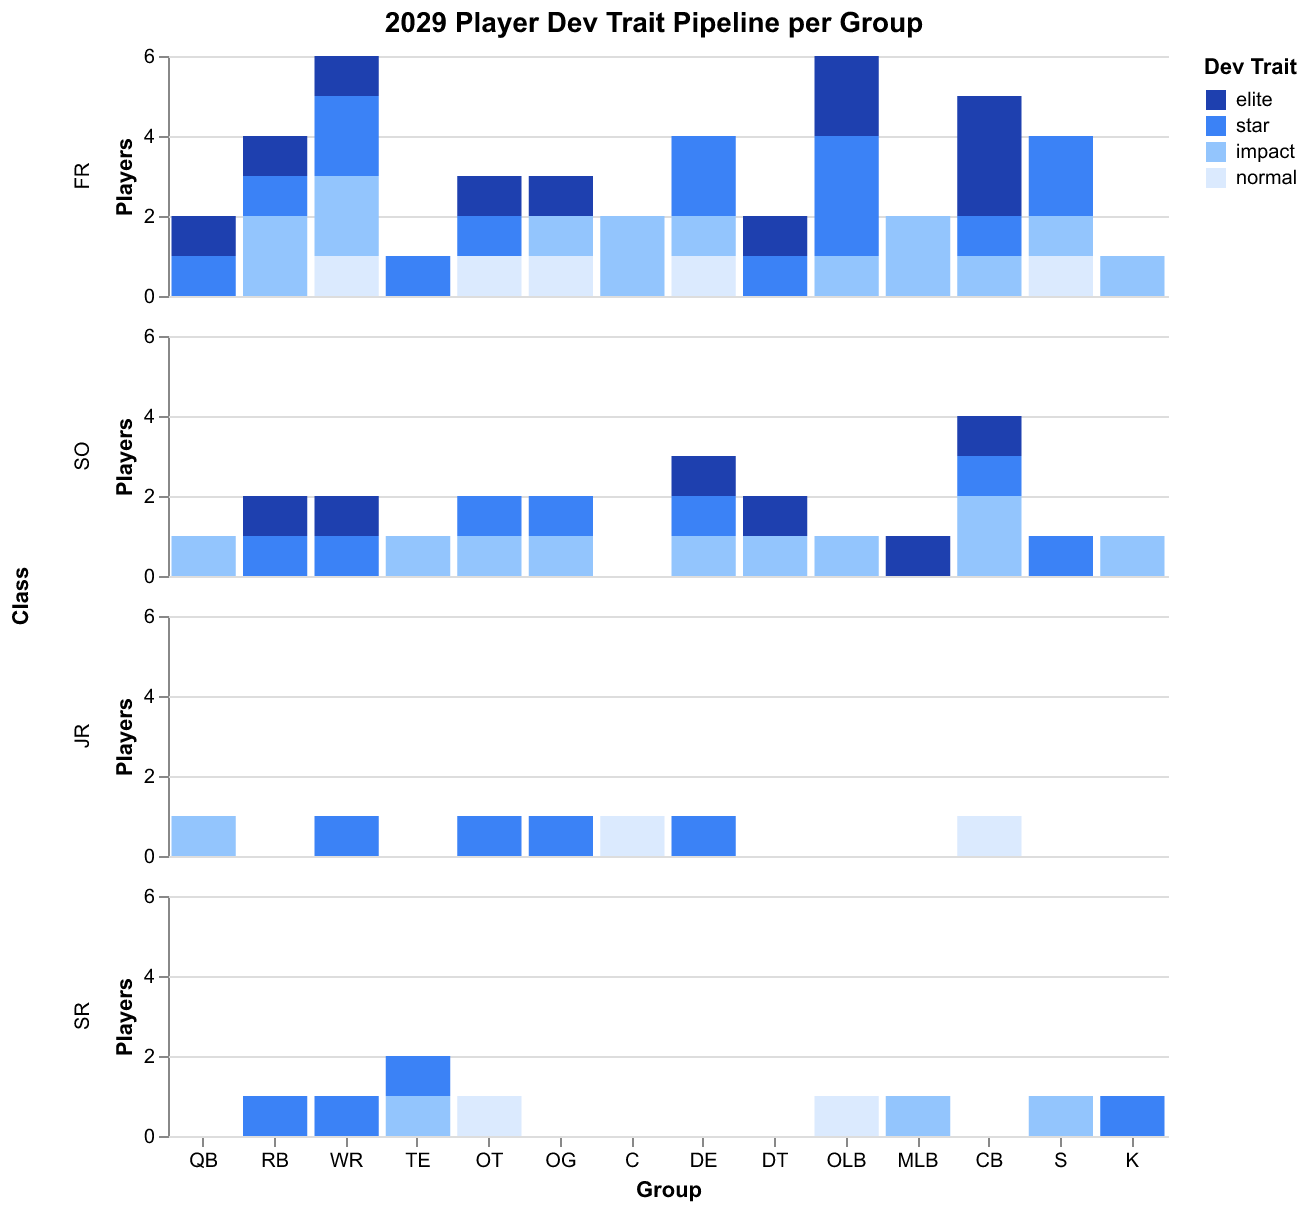 2029 Player Dev Trait Pipeline per Group
Dev Trait
elite
star
impact
normal
Class
FR
Players
6
4
2
0
SO
Players
6
4
2
0
JR
Players
6
4
2
0
SR
Players
6
4
2
0
QB RB WR TE OT OG C DE DT OLB MLB CB S K
Group